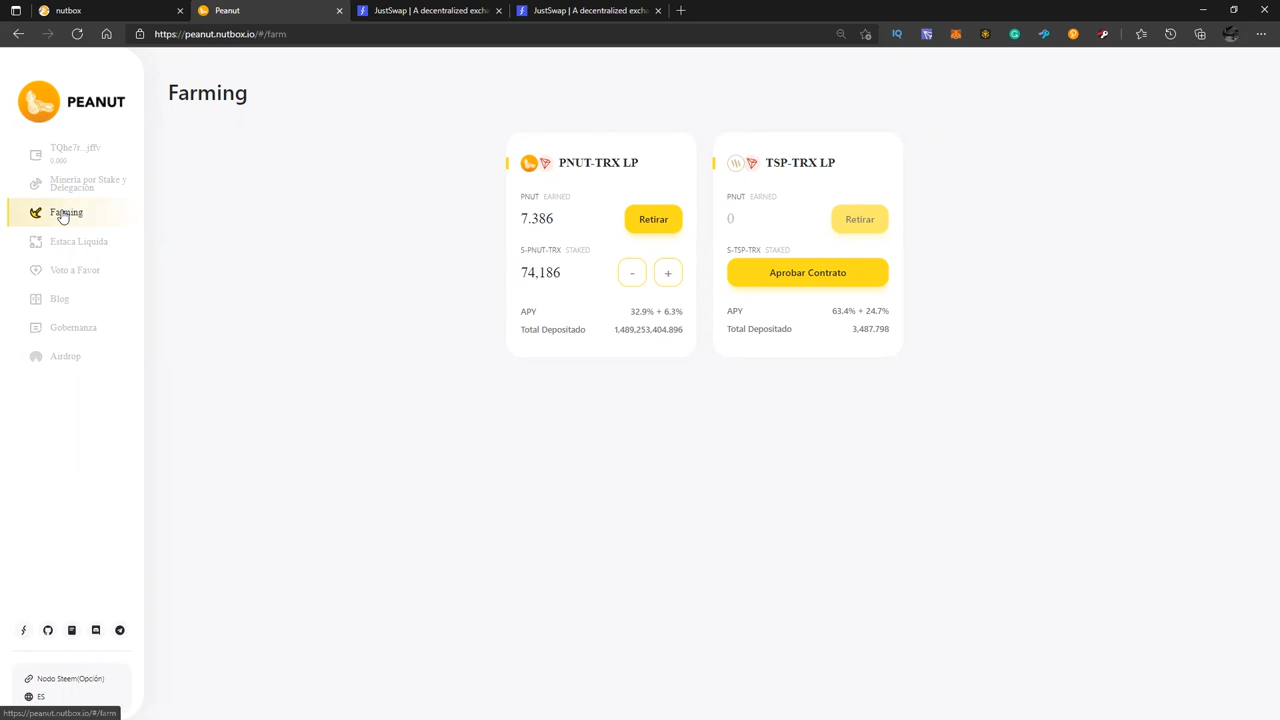 nutbox
Peanut
JustSwap | A decentralized exch
JustSwap | A decentralized exch
https://peanut.nutbox.io/#/farm
PEANUT
TQhe7r...jffv
0.000
Mineria por Stake y
Delegación
Farming
Estaca Liquida
Voto a Favor
Blog
Gobernanza
Airdrop
Nodo Steem(Opción)
ES
https://peanut.nutbox.io/#/farm
Farming
PNUT-TRX LP
PNUT EARNED
7.386
Retirar
S-PNUT-TRX STAKED
74,186
- +
APY 32.9% + 6.3%
Total Depositado 1,489,253,404.896
TSP-TRX LP
PNUT EARNED
0
Retirar
S-TSP-TRX STAKED
Aprobar Contrato
APY 63.4% + 24.7%
Total Depositado 3,487.798